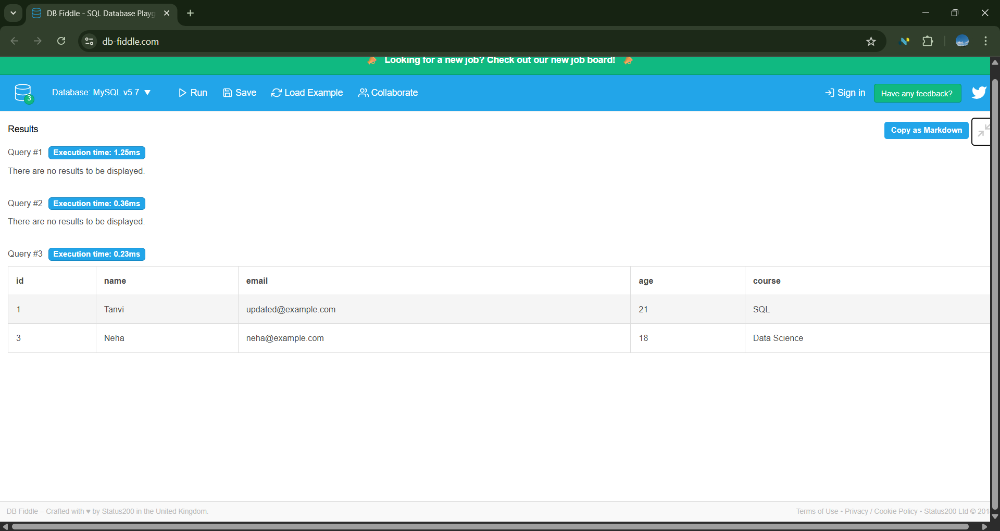 DB Fiddle - SQL Database Playg
db-fiddle.com
Looking for a new job? Check out our new job board!
3
Database: MySQL v5.7 ▼
Run
Save
Load Example
Collaborate
Sign in
Have any feedback?
Results
Copy as Markdown
Query #1 Execution time: 1.25ms
There are no results to be displayed.
Query #2 Execution time: 0.36ms
There are no results to be displayed.
Query #3 Execution time: 0.23ms
id name email age course
1 Tanvi updated@example.com 21 SQL
3 Neha neha@example.com 18 Data Science
DB Fiddle – Crafted with ♥ by Status200 in the United Kingdom.
Terms of Use • Privacy / Cookie Policy • Status200 Ltd © 201